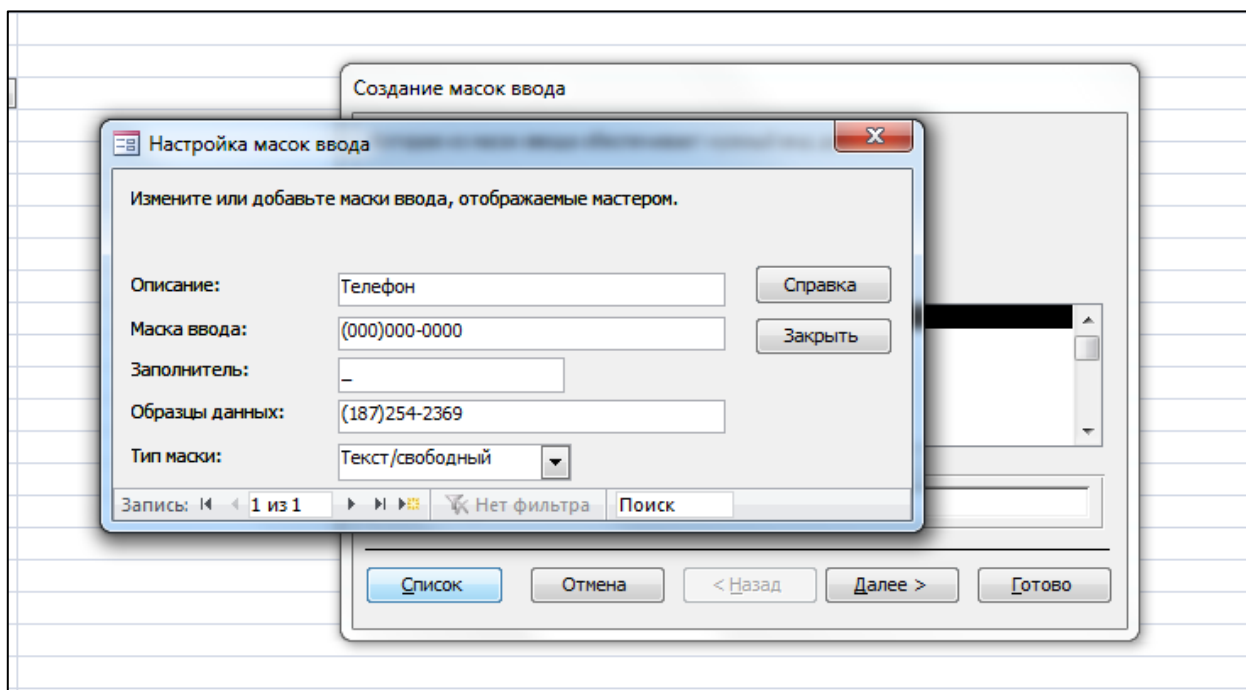 Создание масок ввода
Настройка масок ввода
Измените или добавьте маски ввода, отображаемые мастером.
Описание: Телефон
Справка
Маска ввода: (000)000-0000
Закрыть
Заполнитель: _
Образцы данных: (187)254-2369
Тип маски: Текст/свободный
Запись: 1 из 1 Нет фильтра Поиск
Список Отмена < Назад Далее > Готово